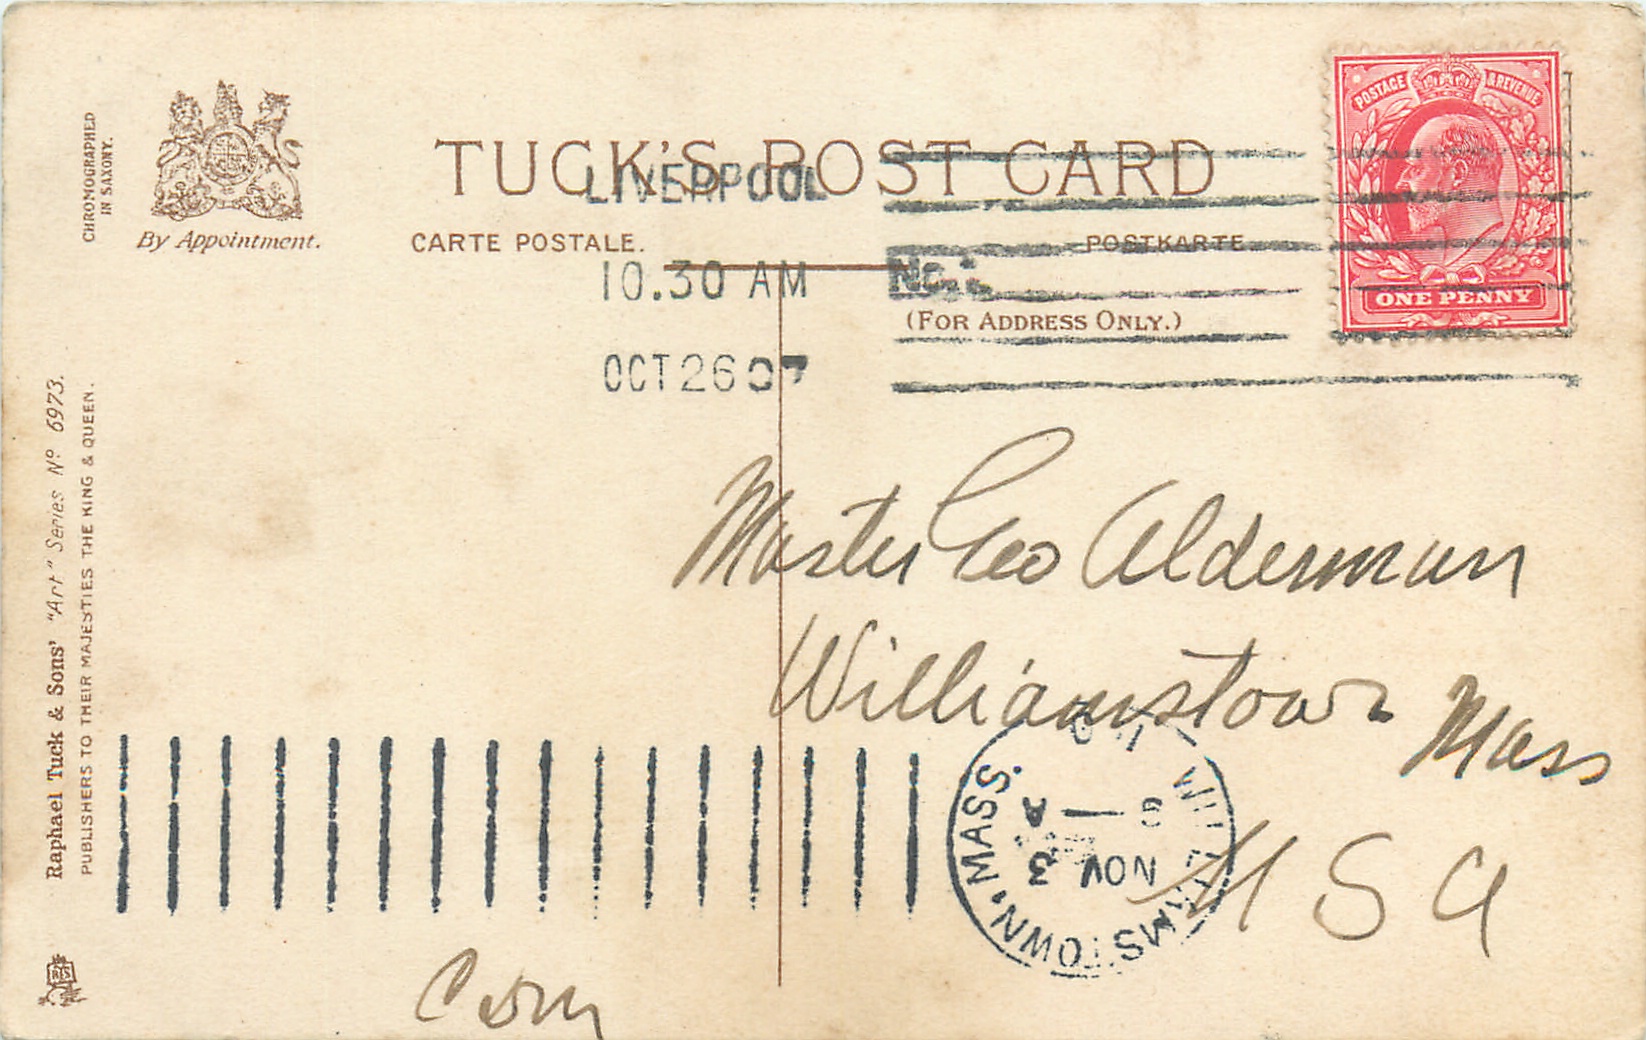 CHROMOGRAPHED
IN SAXONY.
By Appointment.
TUCK'S POST CARD
CARTE POSTALE.
POSTKARTE
(FOR ADDRESS ONLY.)
LIVERPOOL
10.30 AM
OCT 26 07
No.
POSTAGE & REVENUE
ONE PENNY
Raphael Tuck & Sons' "Art" Series Nº 6973.
PUBLISHERS TO THEIR MAJESTIES THE KING & QUEEN.
Master Geo Alderman
Williamstown
Mass
U S A
WILLIAMSTOWN, MASS.
NOV 3